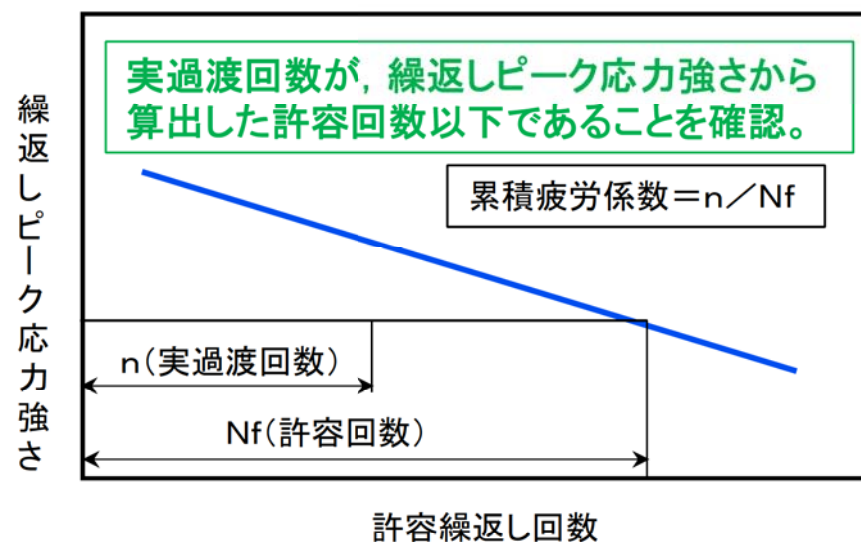 実過渡回数が，繰返しピーク応力強さから
算出した許容回数以下であることを確認。
累積疲労係数＝n／Nf
繰返しピーク応力強さ
n（実過渡回数）
Nf（許容回数）
許容繰返し回数